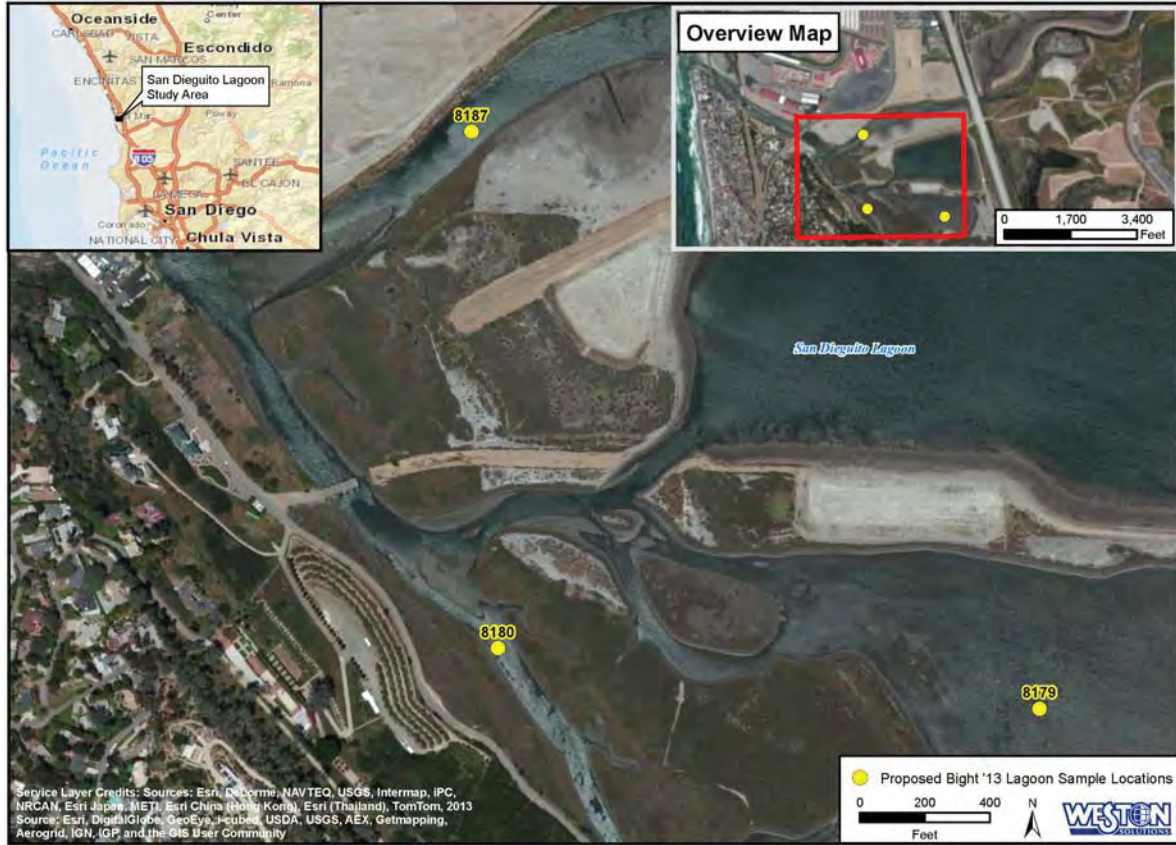 Oceanside
CARLSBAD VISTA
Valley
Center
Escondido
SAN MARCOS
ENCINITAS
Ramona
San Dieguito Lagoon
Study Area
Mar
Poway
Pacific
Ocean
805
SANTEE
LA MESA
EL CAJON
San Diego
Coronado
NATIONAL CITY
Chula Vista
8187
Overview Map
0 1,700 3,400
Feet
San Dieguito Lagoon
8180
8179
Service Layer Credits: Sources: Esri, DeLorme, NAVTEQ, USGS, Intermap, iPC,
NRCAN, Esri Japan, METI, Esri China (Hong Kong), Esri (Thailand), TomTom, 2013
Source: Esri, DigitalGlobe, GeoEye, i-cubed, USDA, USGS, AEX, Getmapping,
Aerogrid, IGN, IGP, and the GIS User Community
Proposed Bight '13 Lagoon Sample Locations
0 200 400
Feet
N
WESTON
SOLUTIONS